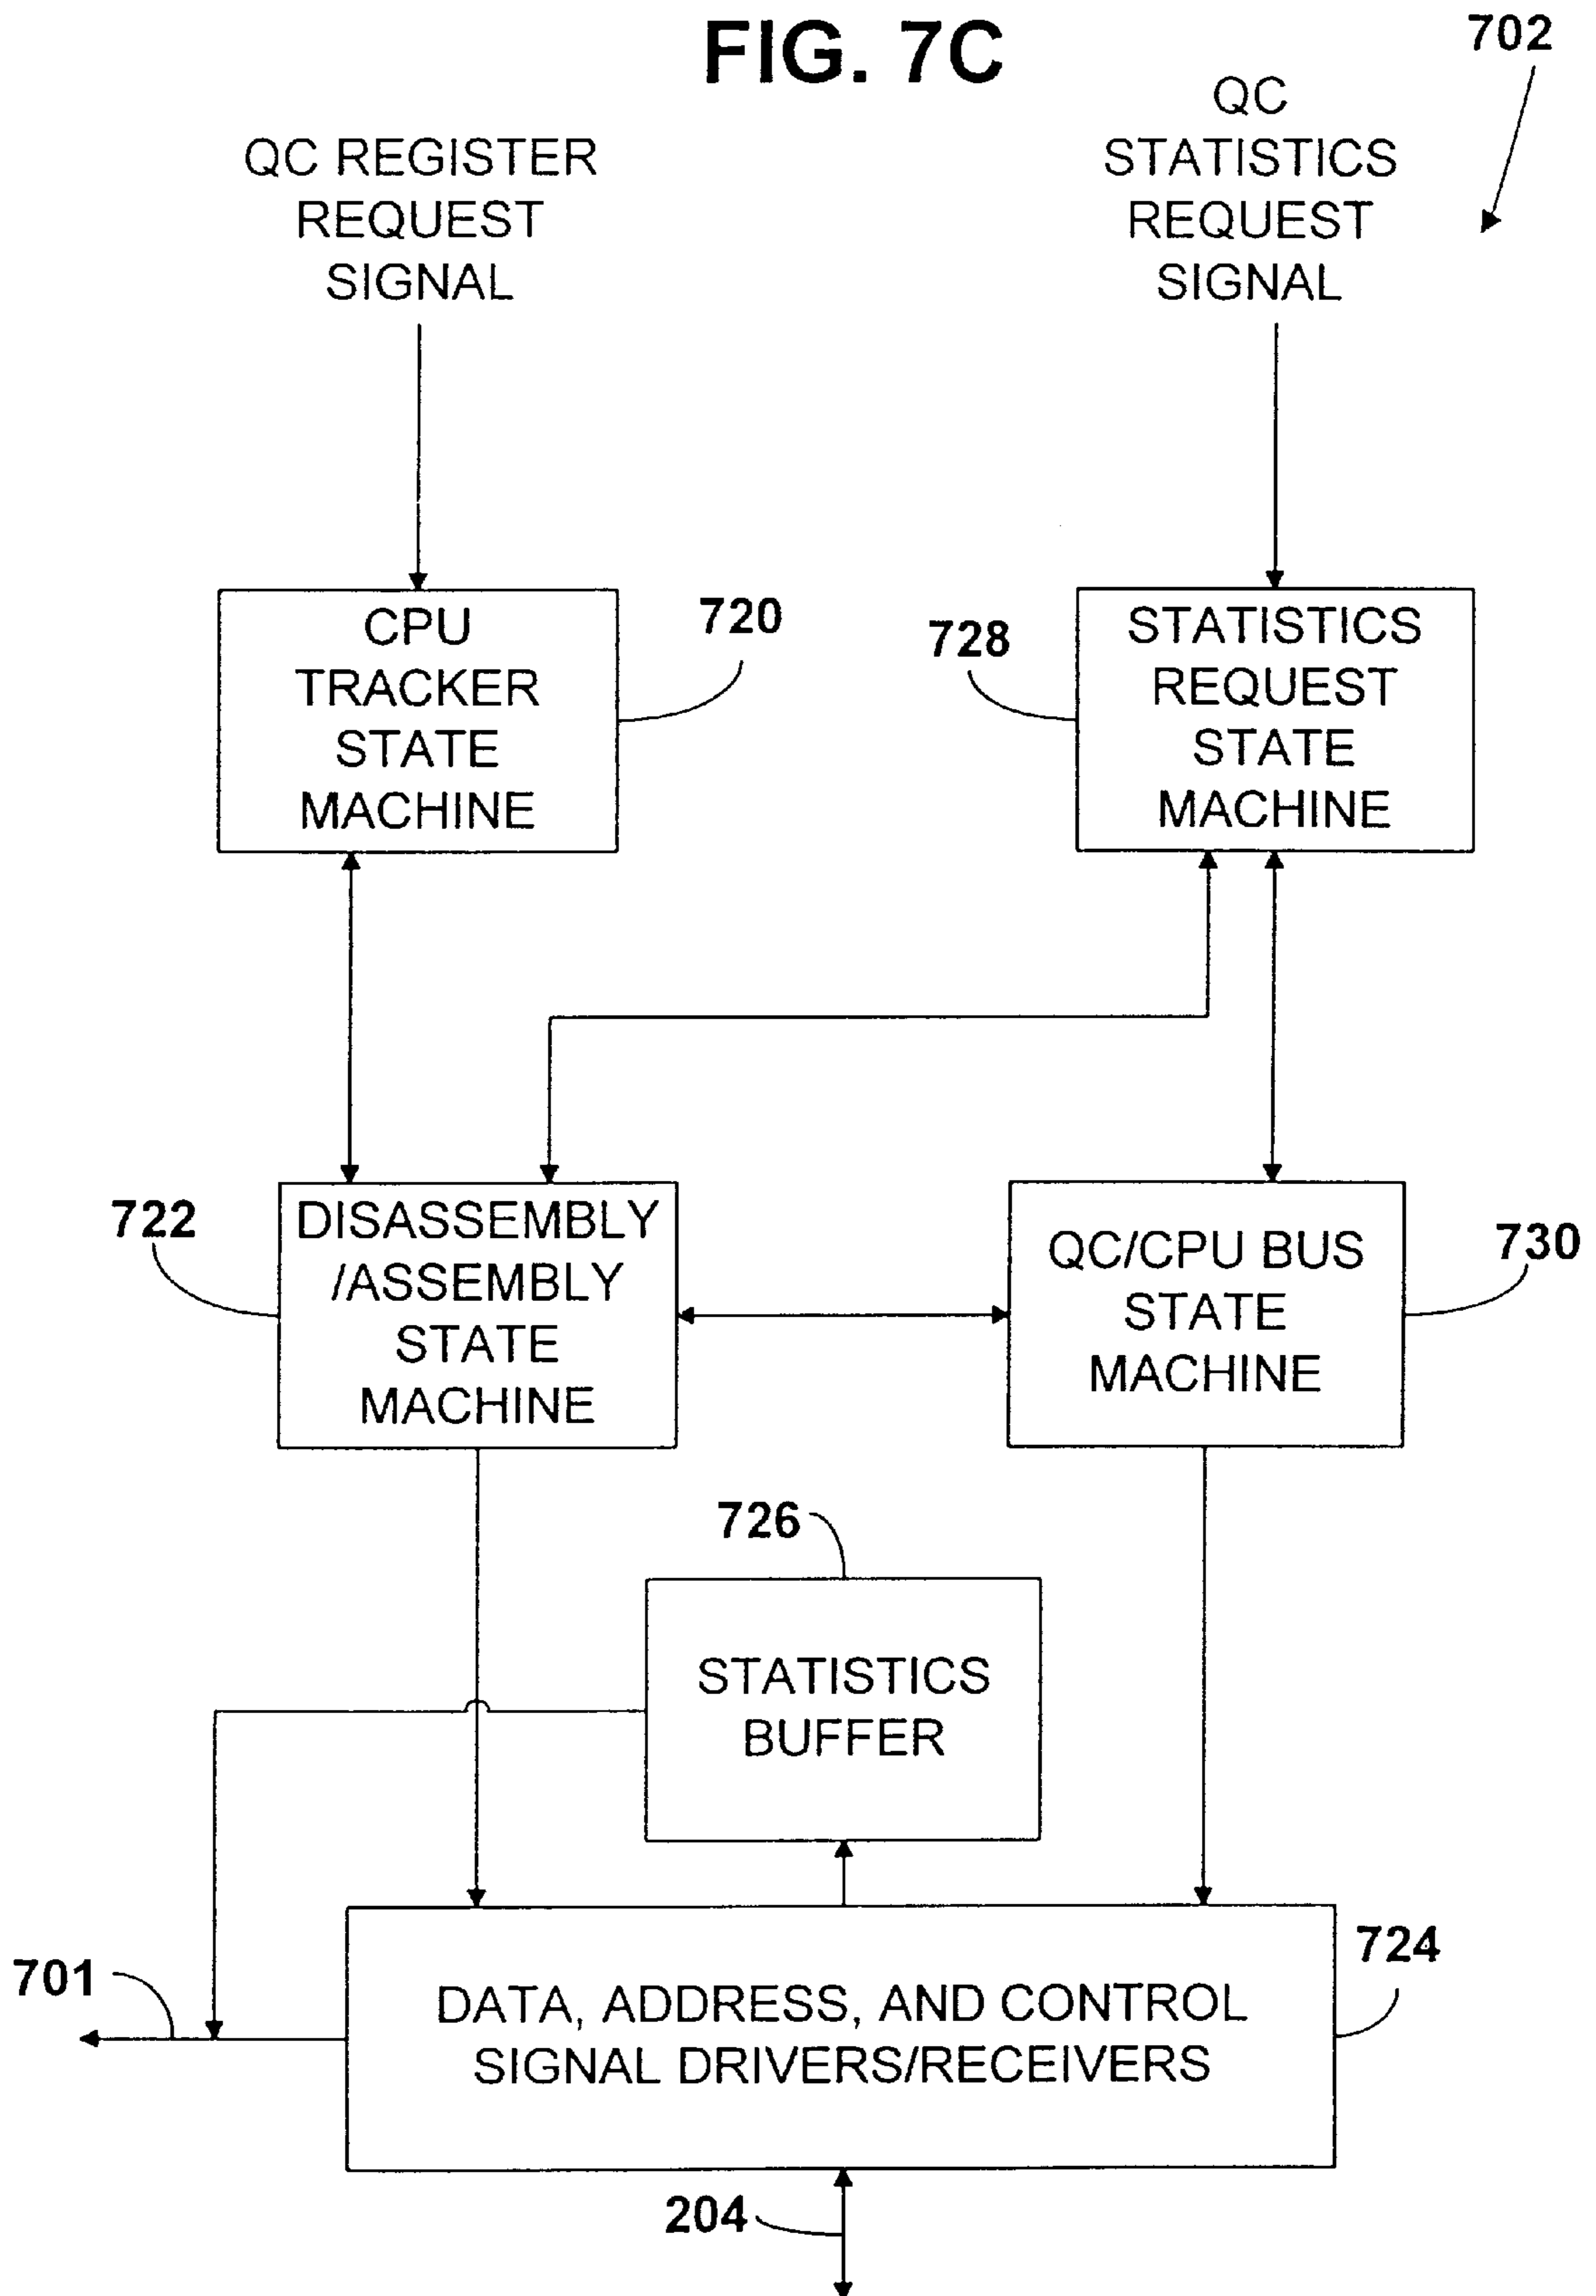 FIG. 7C
702
QC REGISTER
REQUEST
SIGNAL
QC
STATISTICS
REQUEST
SIGNAL
CPU
TRACKER
STATE
MACHINE
720
728
STATISTICS
REQUEST
STATE
MACHINE
722
DISASSEMBLY
/ASSEMBLY
STATE
MACHINE
QC/CPU BUS
STATE
MACHINE
730
726
STATISTICS
BUFFER
701
DATA, ADDRESS, AND CONTROL
SIGNAL DRIVERS/RECEIVERS
724
204